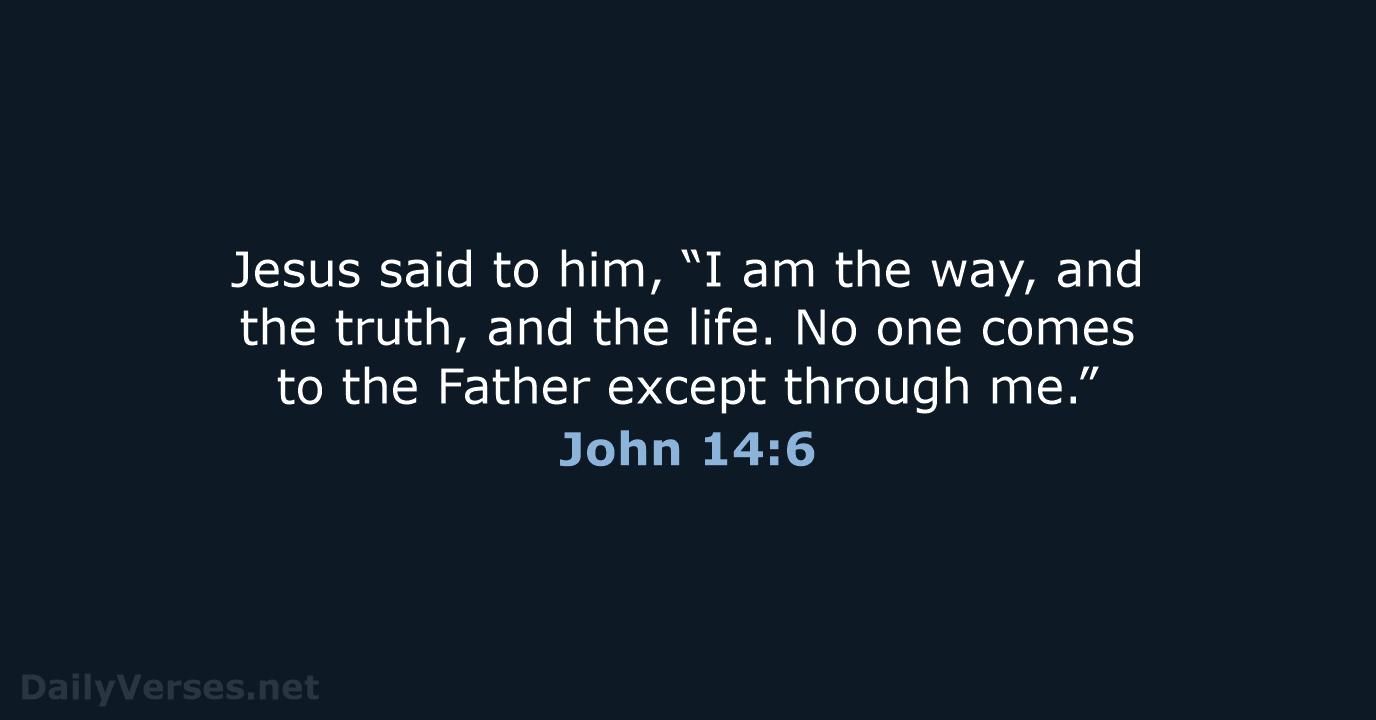 Jesus said to him, “I am the way, and
the truth, and the life. No one comes
to the Father except through me.”
John 14:6
DailyVerses.net